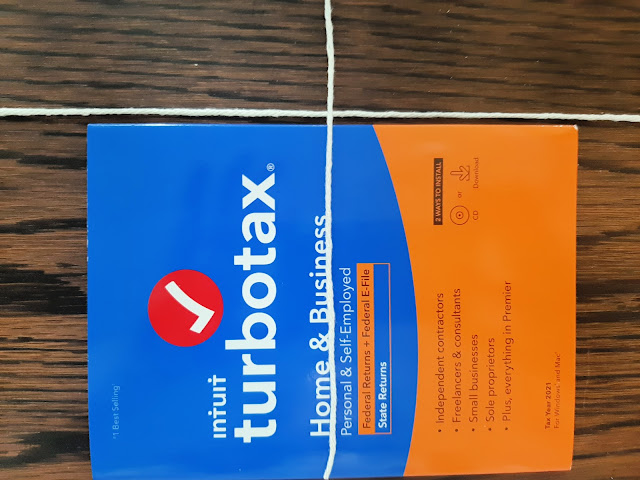 #1 Best Selling
INTUIT
turbotax®
Home & Business
Personal & Self-Employed
Federal Returns + Federal E-File
State Returns
• Independent contractors
• Freelancers & consultants
• Small businesses
• Sole proprietors
• Plus, everything in Premier
2 WAYS TO INSTALL
CD or Download
Tax Year 2021
For Windows® and Mac®